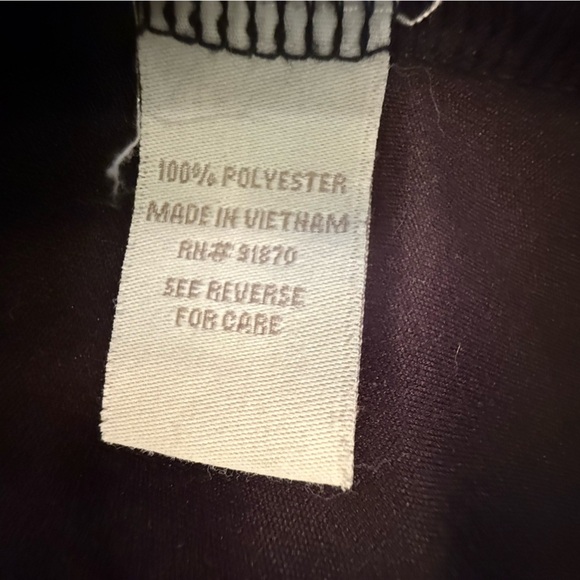 100% POLYESTER
MADE IN VIETNAM
RN# 91870
SEE REVERSE
FOR CARE